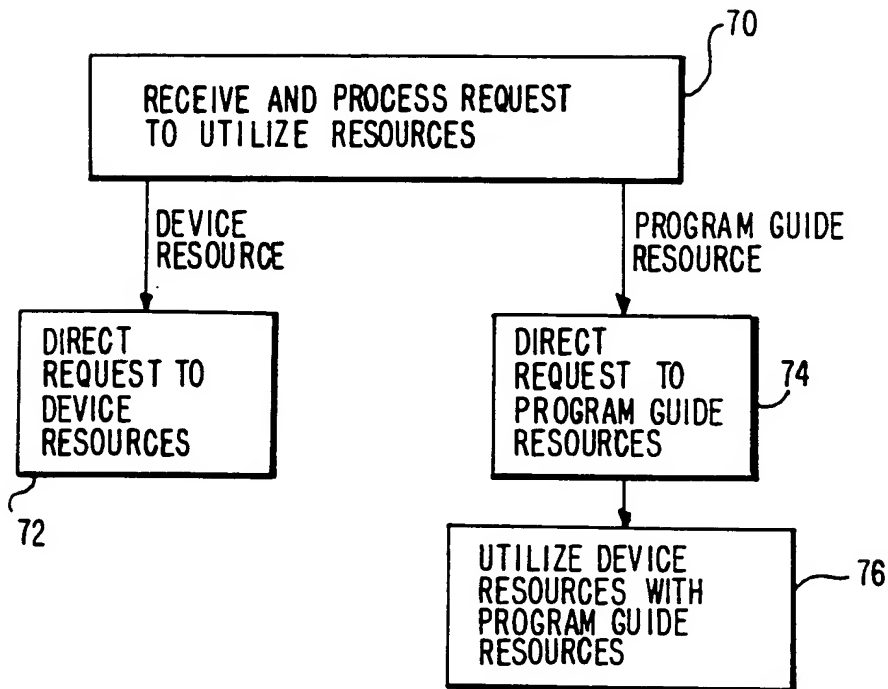 70
RECEIVE AND PROCESS REQUEST
TO UTILIZE RESOURCES
DEVICE
RESOURCE
PROGRAM GUIDE
RESOURCE
DIRECT
REQUEST TO
DEVICE
RESOURCES
72
DIRECT
REQUEST TO
PROGRAM GUIDE
RESOURCES
74
UTILIZE DEVICE
RESOURCES WITH
PROGRAM GUIDE
RESOURCES
76